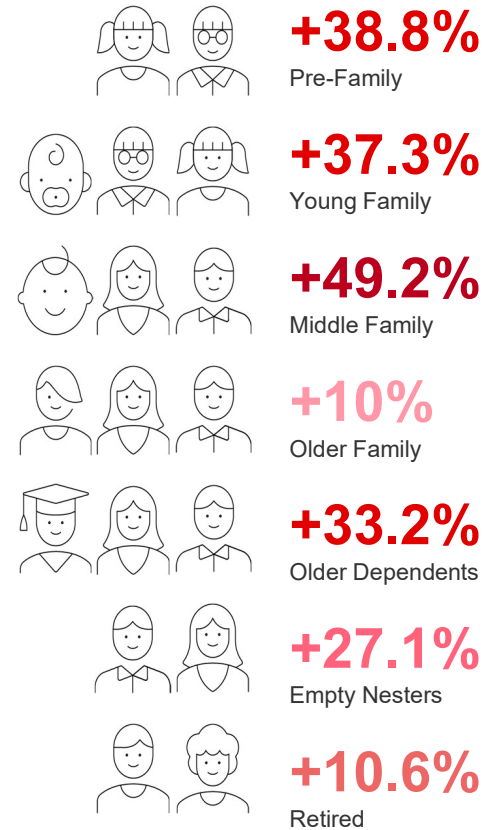 +38.8%
Pre-Family
+37.3%
Young Family
+49.2%
Middle Family
+10%
Older Family
+33.2%
Older Dependents
+27.1%
Empty Nesters
+10.6%
Retired